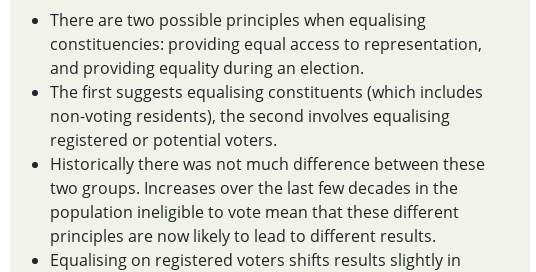 • There are two possible principles when equalising
constituencies: providing equal access to representation,
and providing equality during an election.
• The first suggests equalising constituents (which includes
non-voting residents), the second involves equalising
registered or potential voters.
• Historically there was not much difference between these
two groups. Increases over the last few decades in the
population ineligible to vote mean that these different
principles are now likely to lead to different results.
• Equalising on registered voters shifts results slightly in